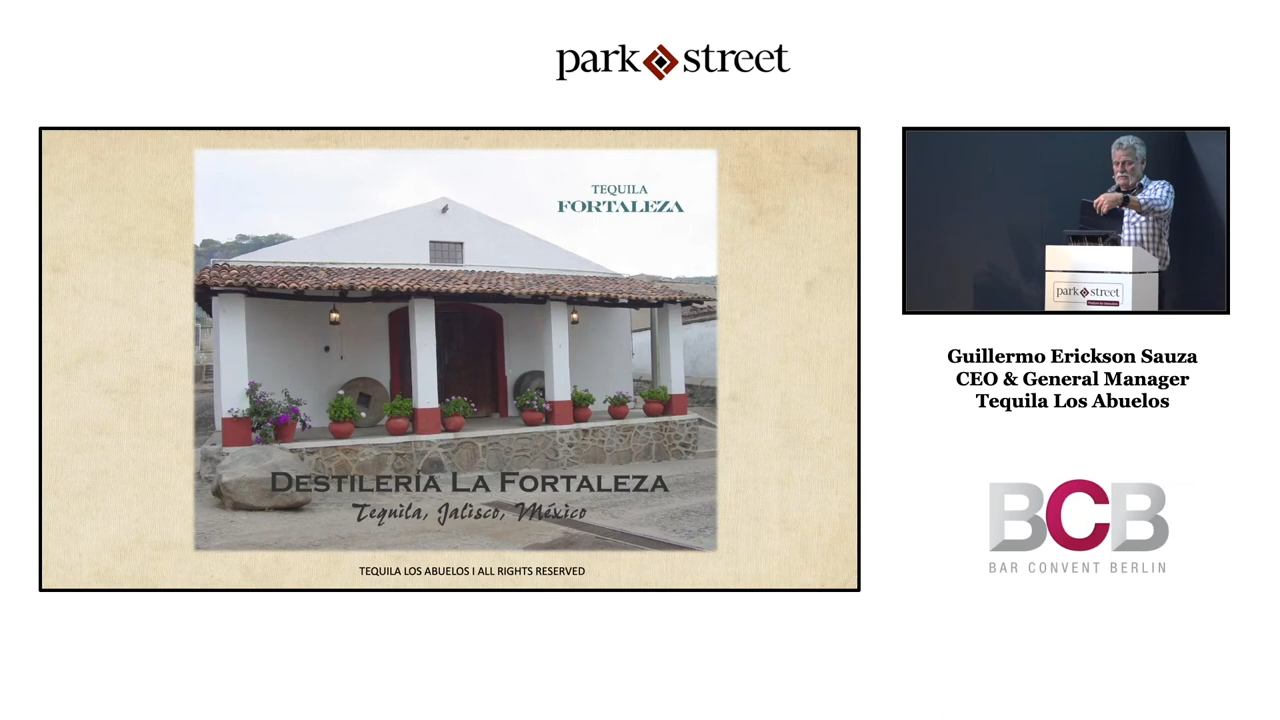 park street
TEQUILA
FORTALEZA
DESTILERÍA LA FORTALEZA
Tequila, Jalisco, México
TEQUILA LOS ABUELOS I ALL RIGHTS RESERVED
park street
Guillermo Erickson Sauza
CEO & General Manager
Tequila Los Abuelos
BCB
BAR CONVENT BERLIN